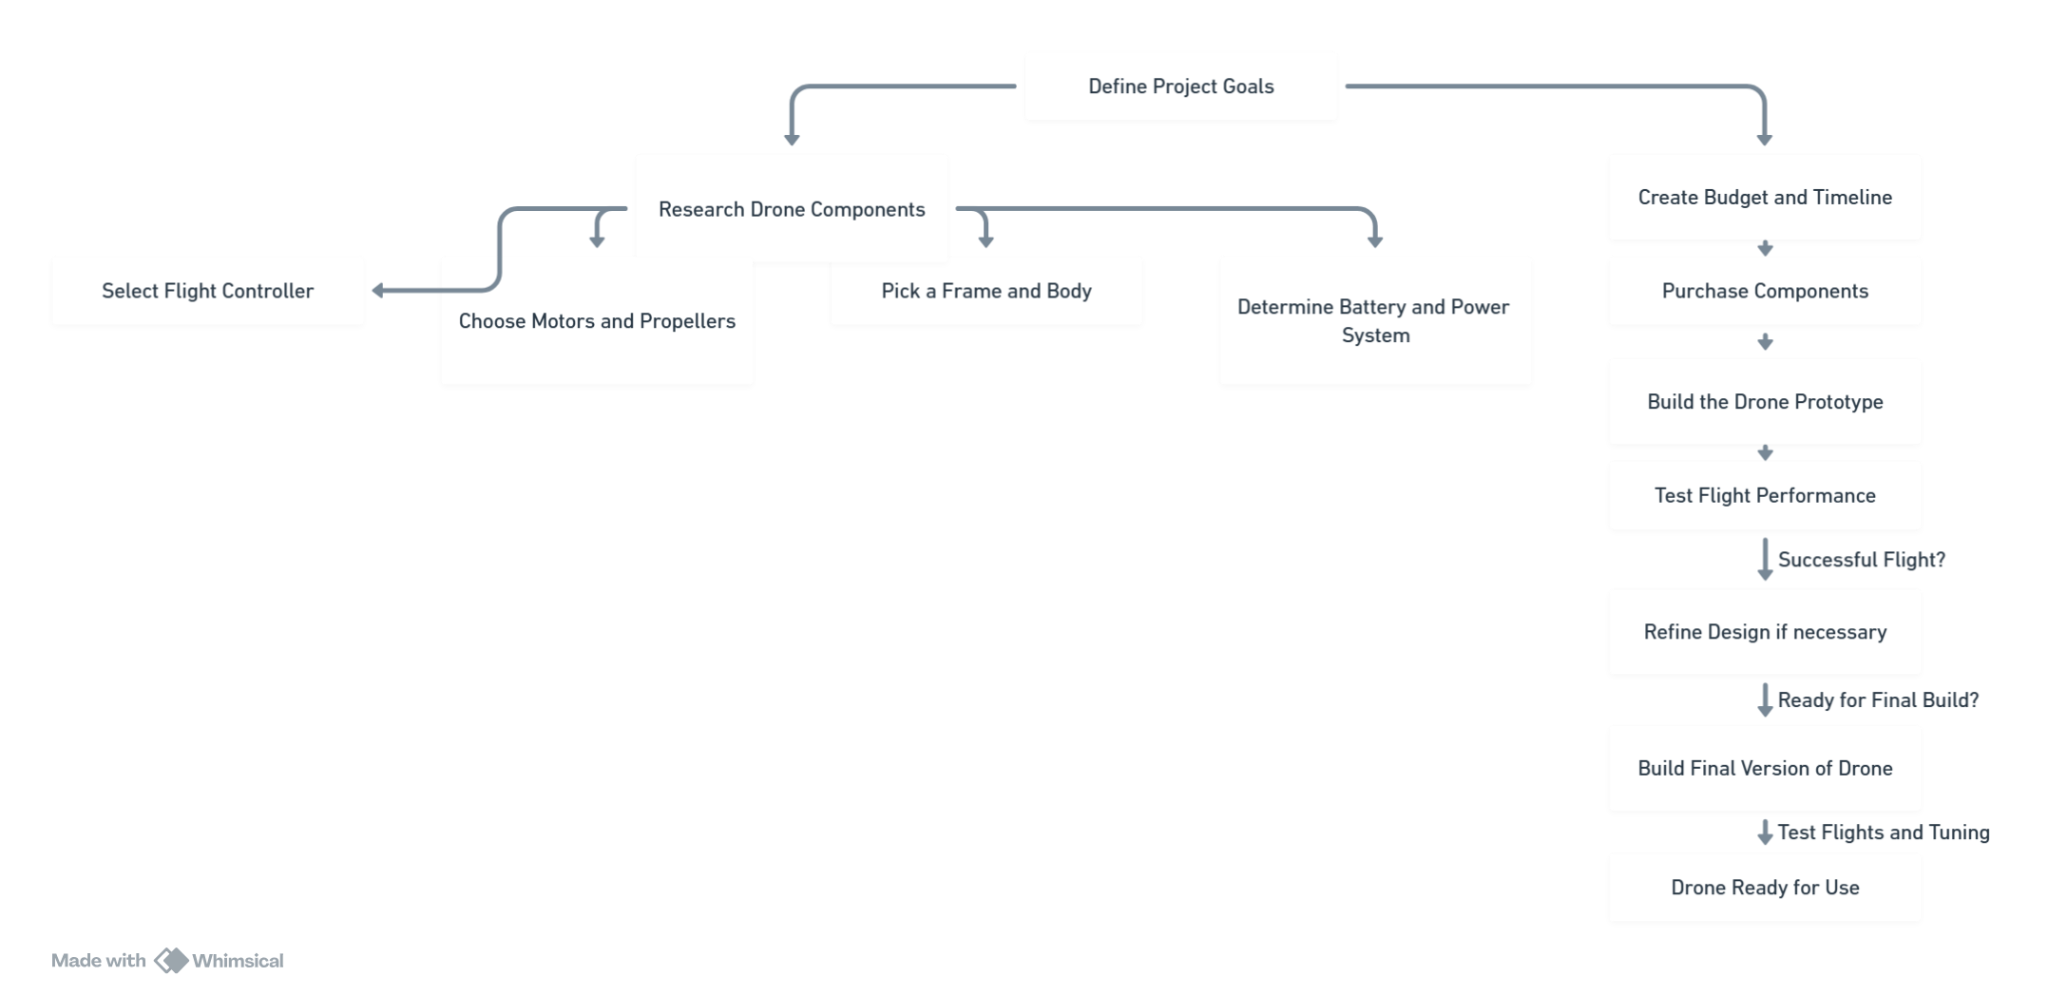 Define Project Goals
Research Drone Components
Create Budget and Timeline
Select Flight Controller
Choose Motors and Propellers
Pick a Frame and Body
Determine Battery and Power
System
Purchase Components
Build the Drone Prototype
Test Flight Performance
Successful Flight?
Refine Design if necessary
Ready for Final Build?
Build Final Version of Drone
Test Flights and Tuning
Drone Ready for Use
Made with Whimsical